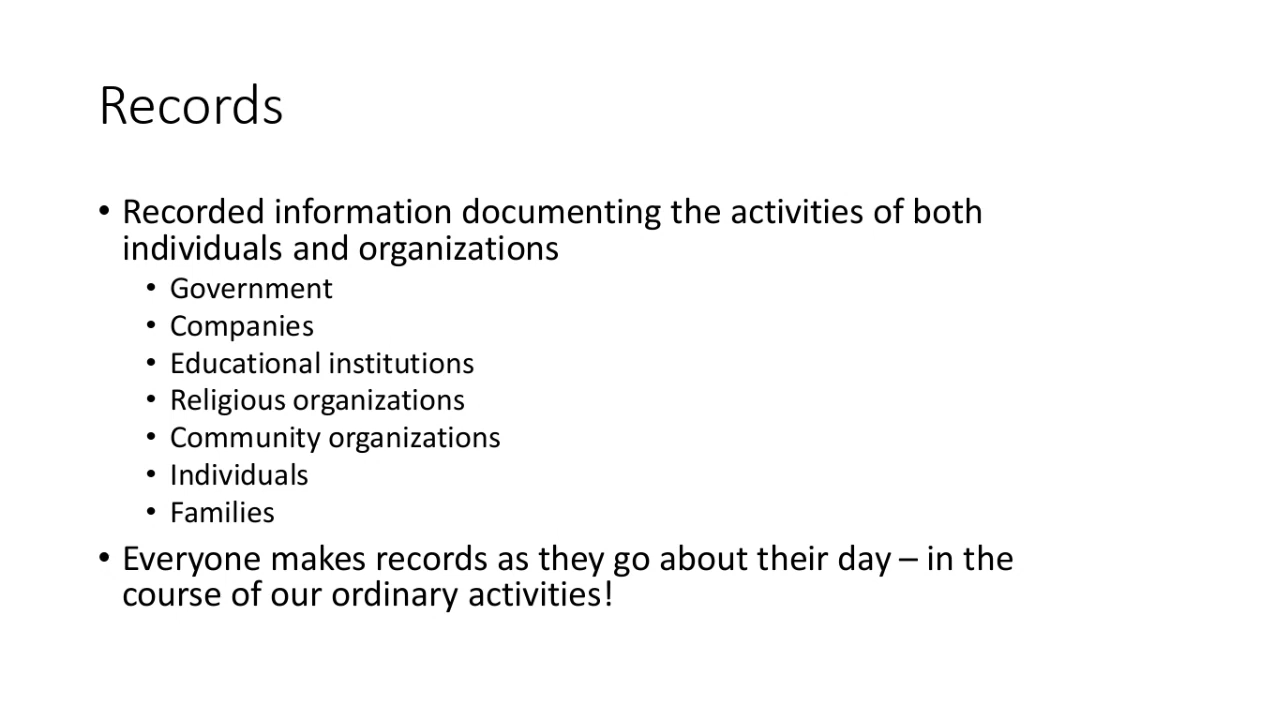 Records
• Recorded information documenting the activities of both
individuals and organizations
• Government
• Companies
• Educational institutions
• Religious organizations
• Community organizations
• Individuals
• Families
• Everyone makes records as they go about their day – in the
course of our ordinary activities!